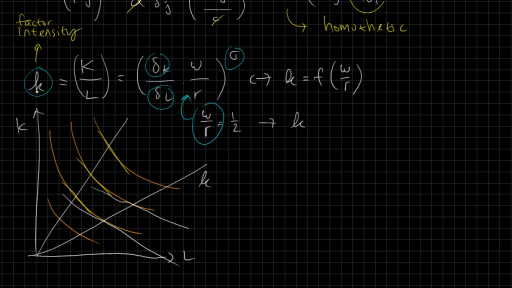 factor
intensity
homothetic
k = (K/L) = (δk/δL w/r)^σ ↪ k = f(w/r)
w/r = 1/2 → k
K
k
L